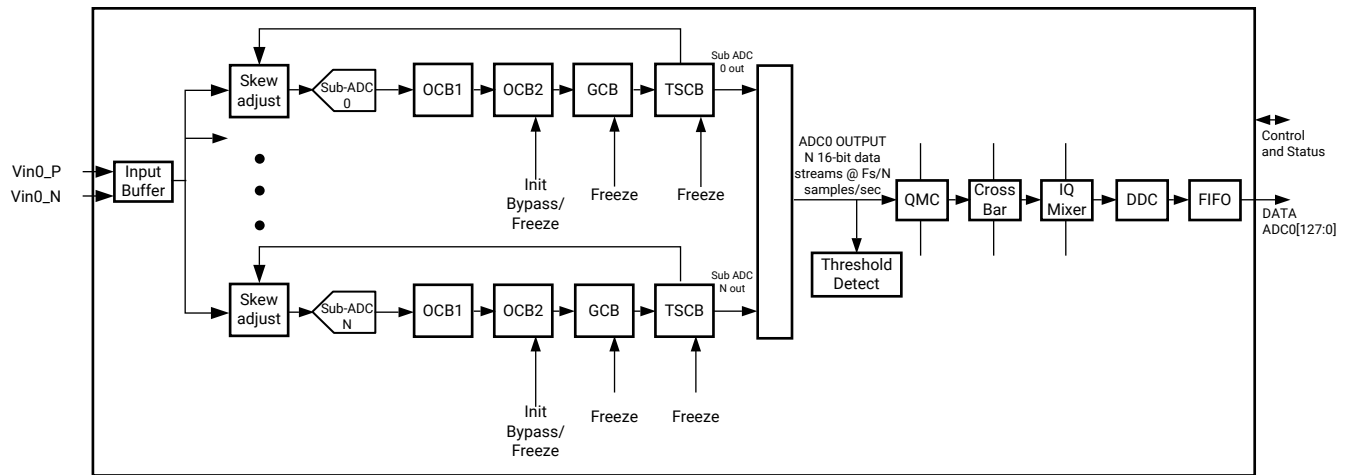 Vin0_P
Vin0_N
Input
Buffer
Skew
adjust
Sub-ADC
0
OCB1
OCB2
GCB
TSCB
Sub ADC
0 out
Init
Bypass/
Freeze
Freeze
Freeze
Skew
adjust
Sub-ADC
N
OCB1
OCB2
GCB
TSCB
Sub ADC
N out
Init
Bypass/
Freeze
Freeze
Freeze
ADC0 OUTPUT
N 16-bit data
streams @ Fs/N
samples/sec
Threshold
Detect
QMC
Cross
Bar
IQ
Mixer
DDC
FIFO
Control
and Status
DATA
ADC0[127:0]